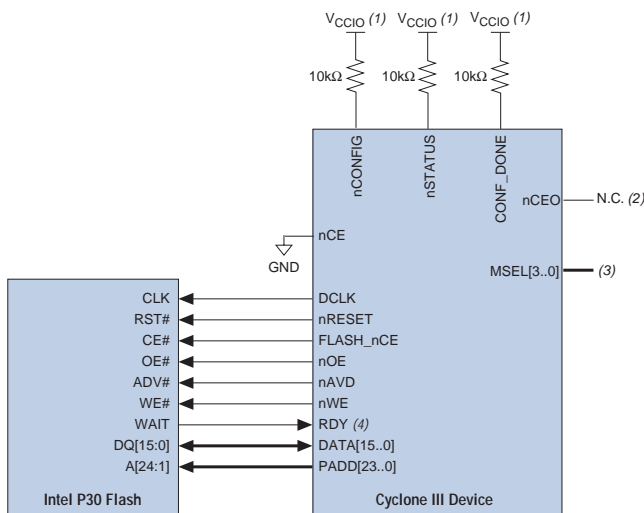 VCCIO (1) VCCIO (1) VCCIO (1)
10kΩ 10kΩ 10kΩ
nCONFIG
nSTATUS
CONF_DONE
nCEO N.C. (2)
nCE
GND
MSEL[3..0] (3)
CLK DCLK
RST# nRESET
CE# FLASH_nCE
OE# nOE
ADV# nAVD
WE# nWE
WAIT RDY (4)
DQ[15:0] DATA[15..0]
A[24:1] PADD[23..0]
Intel P30 Flash Cyclone III Device